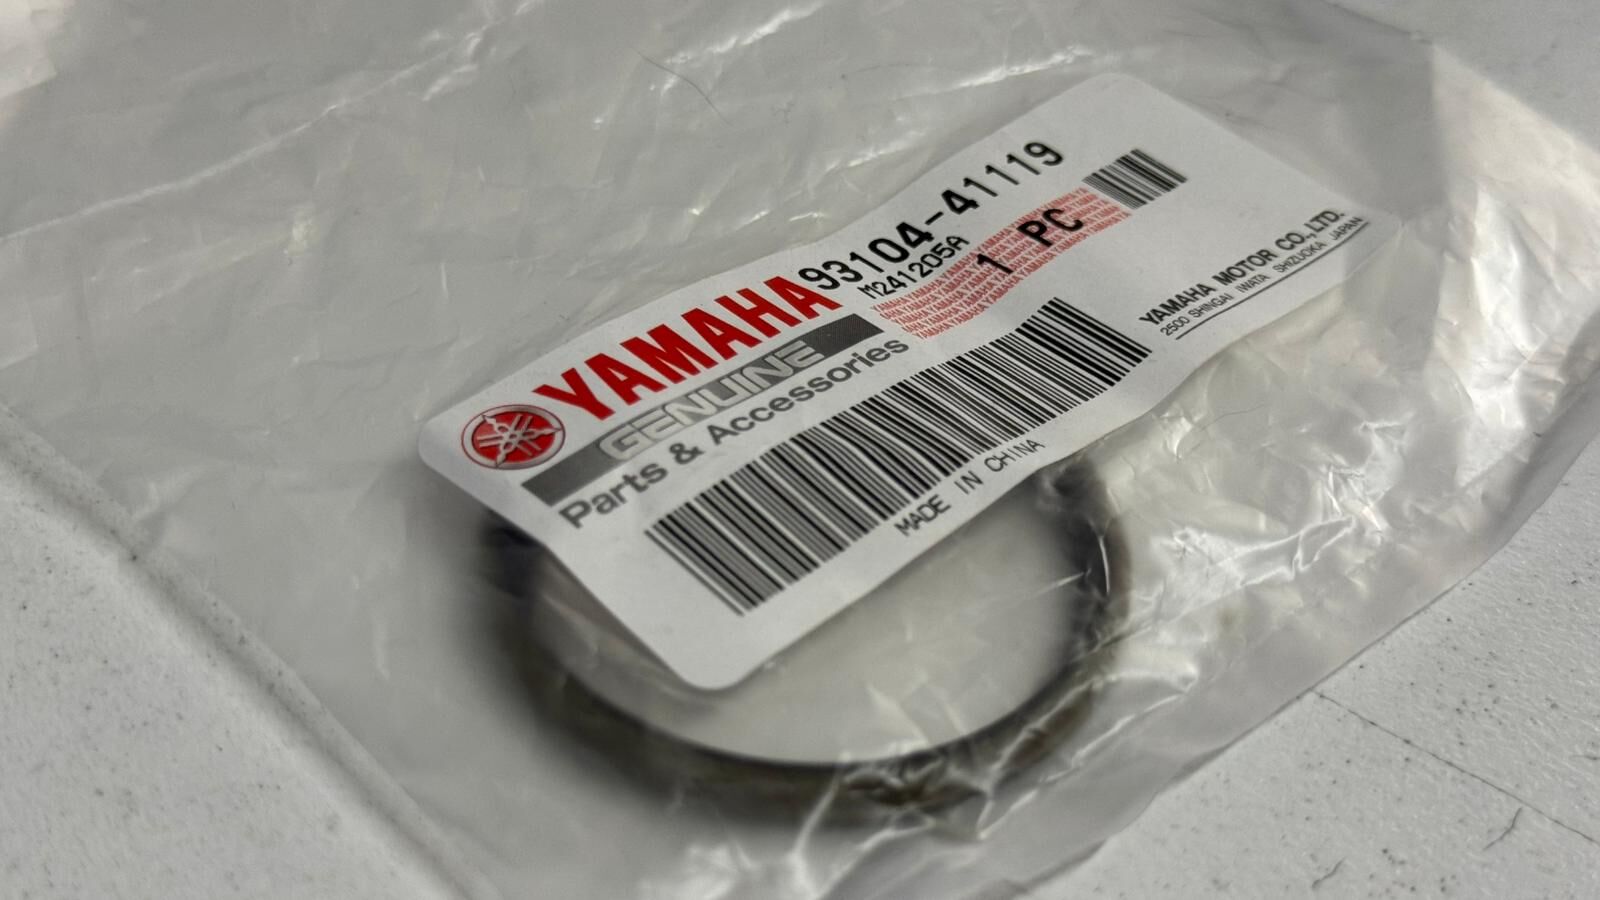 93104-41119
M241205A
1 PC
YAMAHA
GENUINE
Parts & Accessories
MADE IN CHINA
YAMAHA MOTOR CO.,LTD.
2500 SHINGAI IWATA SHIZUOKA JAPAN